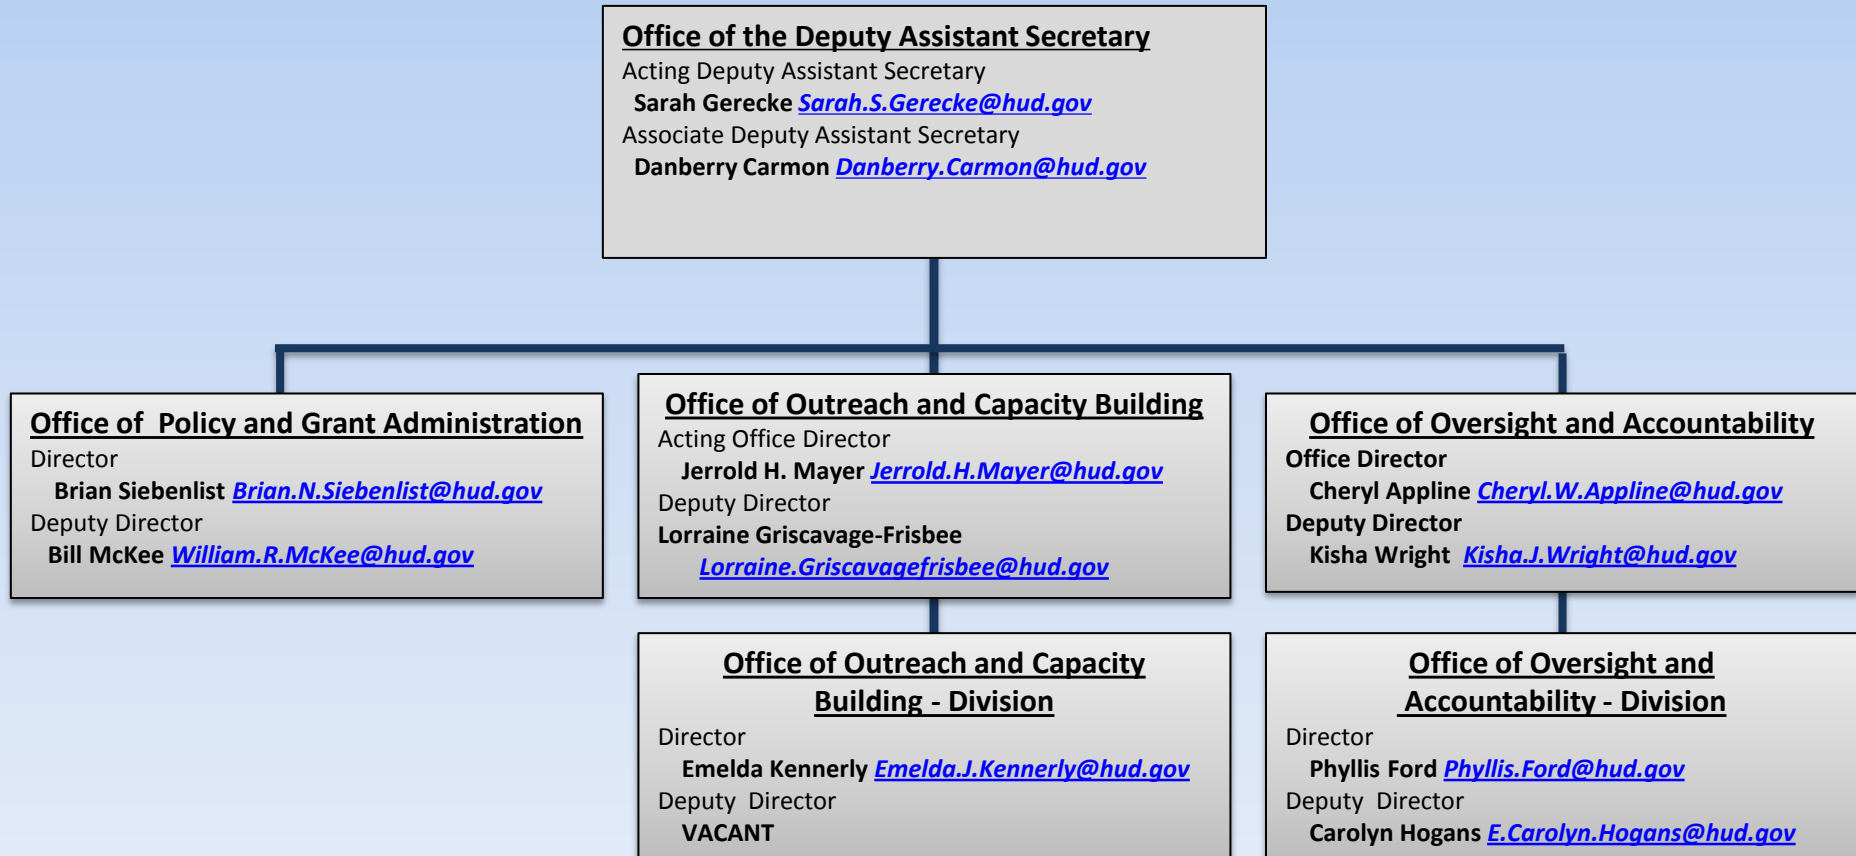 Office of the Deputy Assistant Secretary
Acting Deputy Assistant Secretary
Sarah Gerecke Sarah.S.Gerecke@hud.gov
Associate Deputy Assistant Secretary
Danberry Carmon Danberry.Carmon@hud.gov
Office of Policy and Grant Administration
Director
Brian Siebenlist Brian.N.Siebenlist@hud.gov
Deputy Director
Bill McKee William.R.McKee@hud.gov
Office of Outreach and Capacity Building
Acting Office Director
Jerrold H. Mayer Jerrold.H.Mayer@hud.gov
Deputy Director
Lorraine Griscavage-Frisbee
Lorraine.Griscavagefrisbee@hud.gov
Office of Oversight and Accountability
Office Director
Cheryl Appline Cheryl.W.Appline@hud.gov
Deputy Director
Kisha Wright Kisha.J.Wright@hud.gov
Office of Outreach and Capacity
Building - Division
Director
Emelda Kennerly Emelda.J.Kennerly@hud.gov
Deputy Director
VACANT
Office of Oversight and
Accountability - Division
Director
Phyllis Ford Phyllis.Ford@hud.gov
Deputy Director
Carolyn Hogans E.Carolyn.Hogans@hud.gov